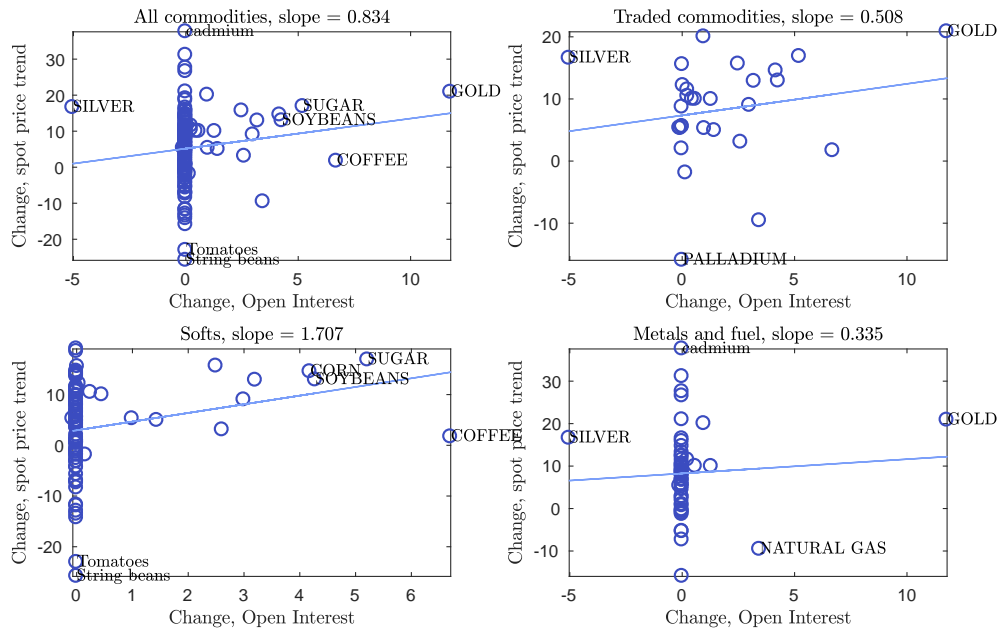 All commodities, slope = 0.834
Change, spot price trend
30
20
10
0
-10
-20
cadmium
SILVER
GOLD
SUGAR
SOYBEANS
COFFEE
Tomatoes
String beans
-5
0
5
10
Change, Open Interest
Traded commodities, slope = 0.508
Change, spot price trend
20
10
0
-10
GOLD
SILVER
PALLADIUM
-5
0
5
10
Change, Open Interest
Softs, slope = 1.707
Change, spot price trend
10
0
-10
-20
SUGAR
CORN
SOYBEANS
COFFEE
Tomatoes
String beans
0
1
2
3
4
5
6
Change, Open Interest
Metals and fuel, slope = 0.335
Change, spot price trend
30
20
10
0
-10
cadmium
GOLD
SILVER
NATURAL GAS
-5
0
5
10
Change, Open Interest